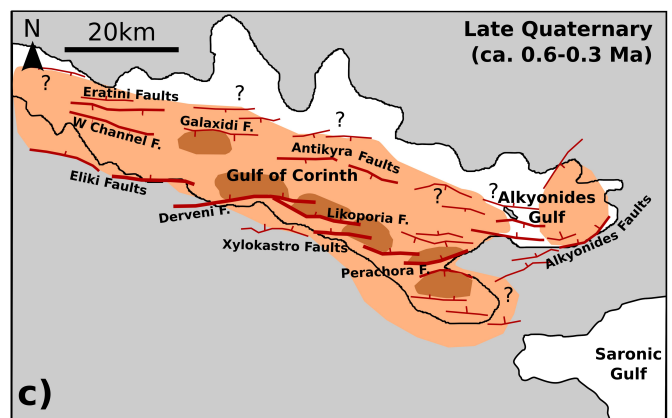 Late Quaternary
(ca. 0.6-0.3 Ma)
N
20km
?
Eratini Faults
?
W Channel F.
Galaxidi F.
?
Antikyra Faults
Eliki Faults
Gulf of Corinth
?
?
Alkyonides
Gulf
Derveni F.
Likoporia F.
Xylokastro Faults
Alkyonides Faults
Perachora F.
?
Saronic
Gulf
c)